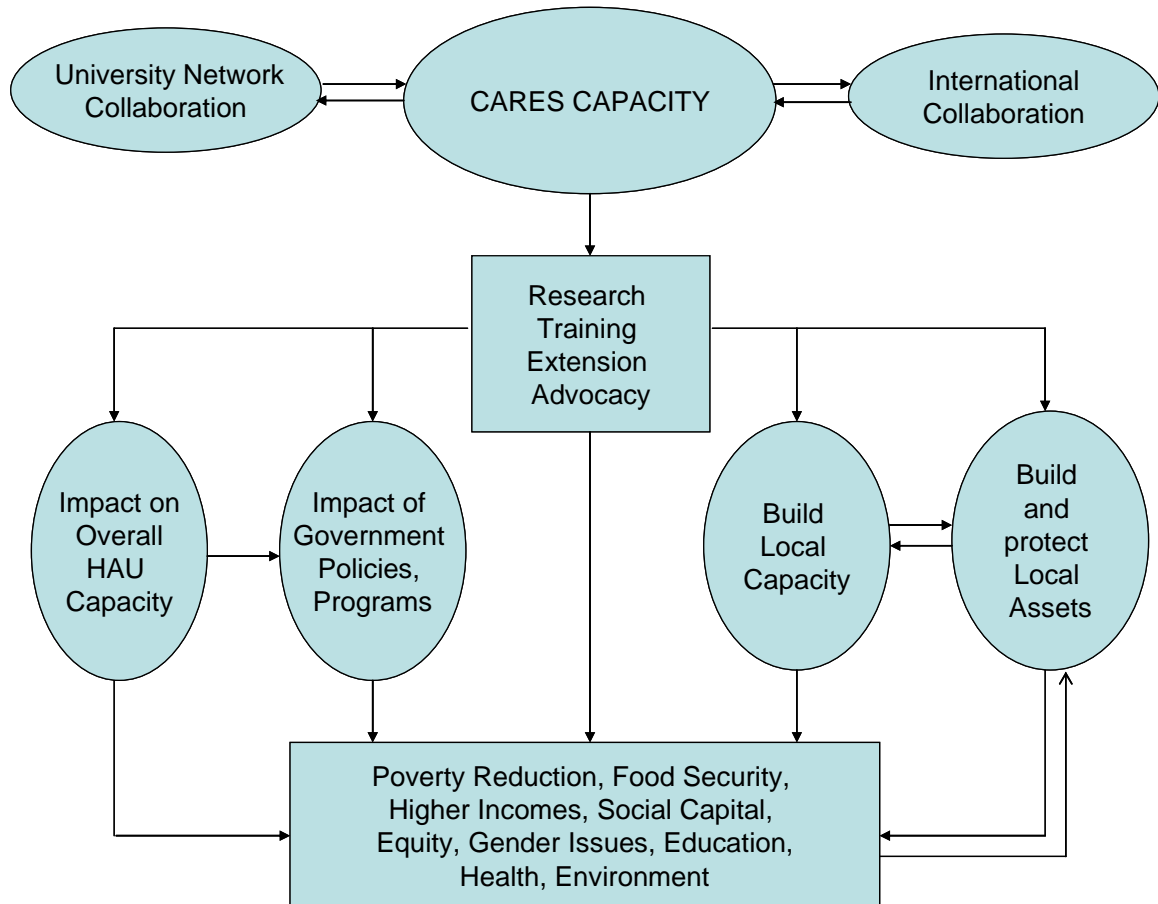 University Network
Collaboration
CARES CAPACITY
International
Collaboration
Research
Training
Extension
Advocacy
Impact on
Overall
HAU
Capacity
Impact of
Government
Policies,
Programs
Build
Local
Capacity
Build
and
protect
Local
Assets
Poverty Reduction, Food Security,
Higher Incomes, Social Capital,
Equity, Gender Issues, Education,
Health, Environment